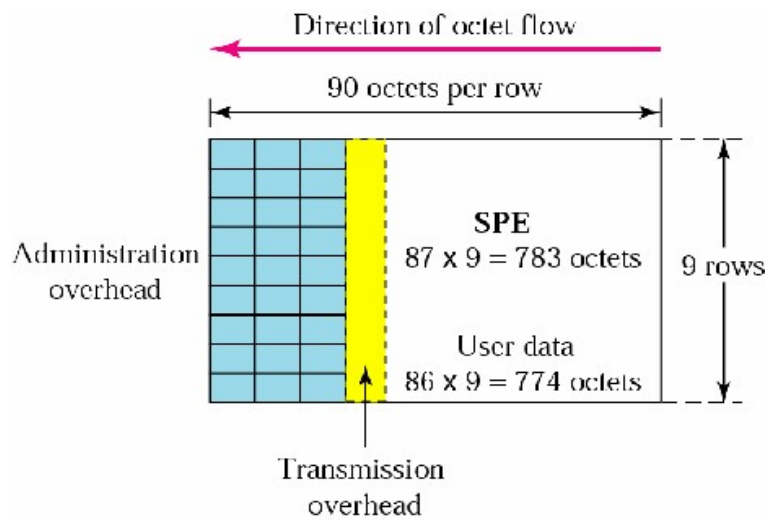 Direction of octet flow
90 octets per row
Administration
overhead
SPE
87 x 9 = 783 octets
9 rows
User data
86 x 9 = 774 octets
Transmission
overhead